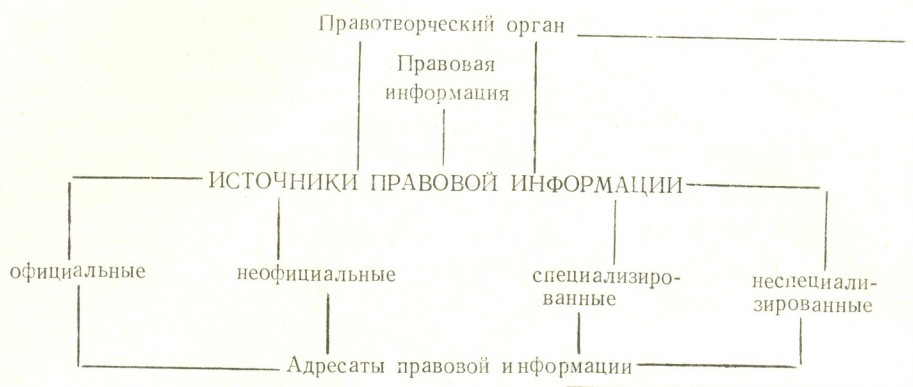 Правотворческий орган
Правовая
информация
ИСТОЧНИКИ ПРАВОВОЙ ИНФОРМАЦИИ
официальные неофициальные специализиро-
ванные неспециали-
зированные
Адресаты правовой информации